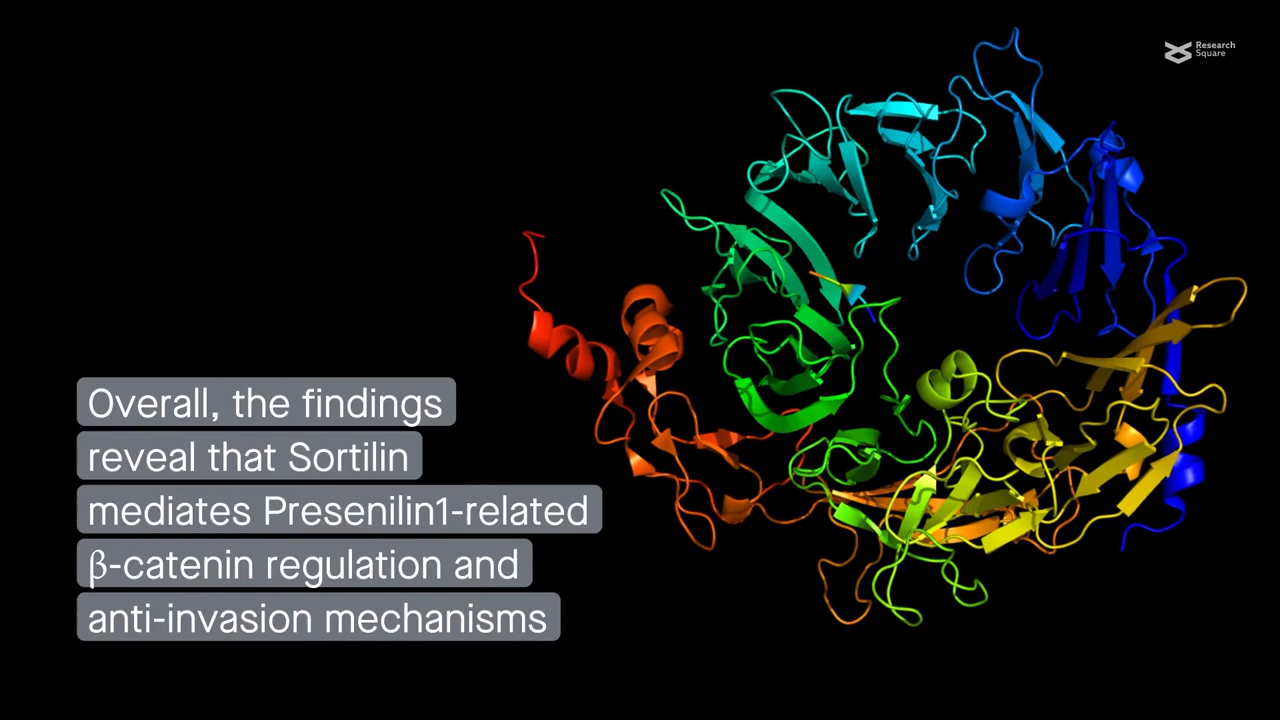 Research
Square
Overall, the findings
reveal that Sortilin
mediates Presenilin1-related
β-catenin regulation and
anti-invasion mechanisms